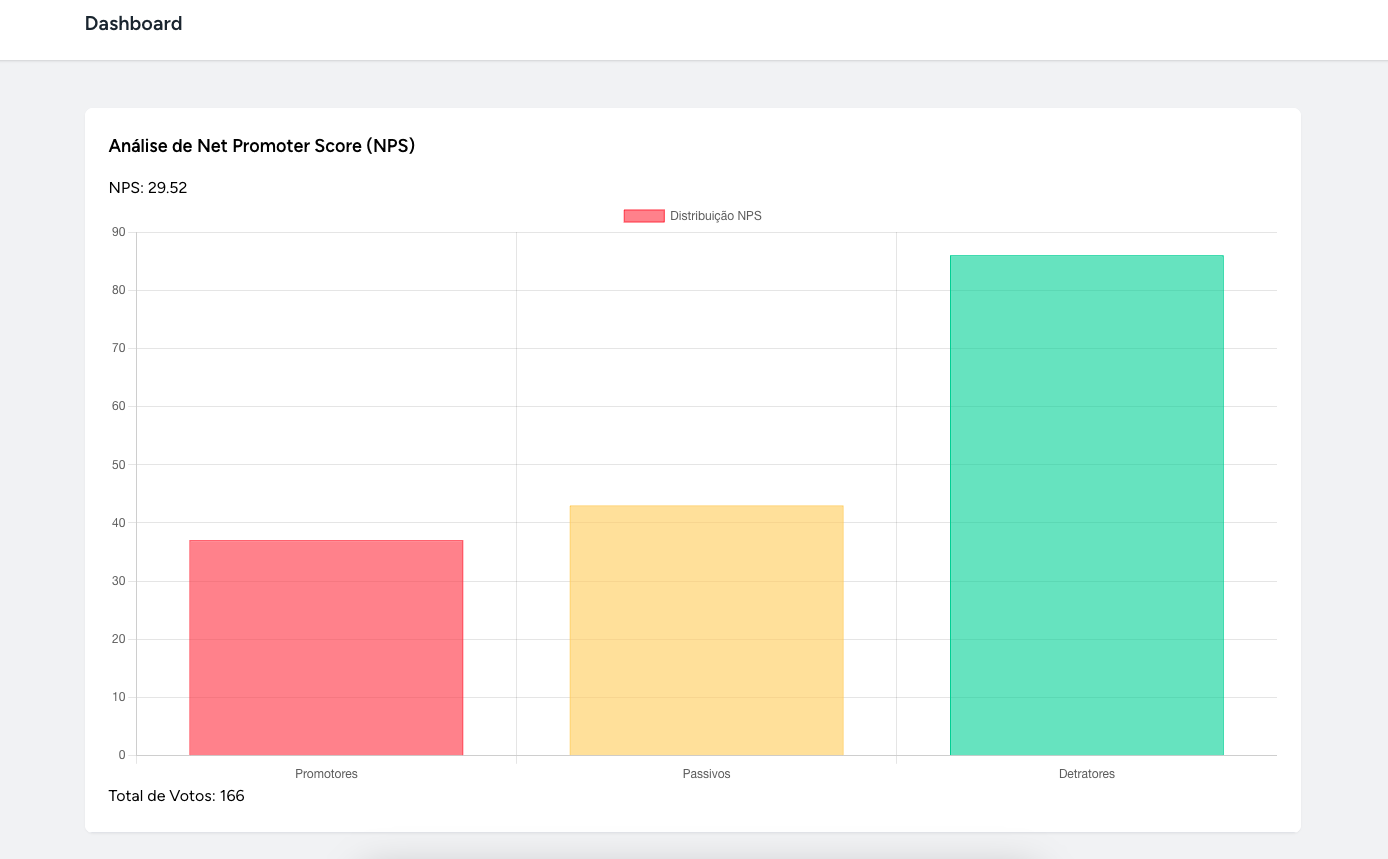 Dashboard
Análise de Net Promoter Score (NPS)
NPS: 29.52
Distribuição NPS
90
80
70
60
50
40
30
20
10
0
Promotores Passivos Detratores
Total de Votos: 166